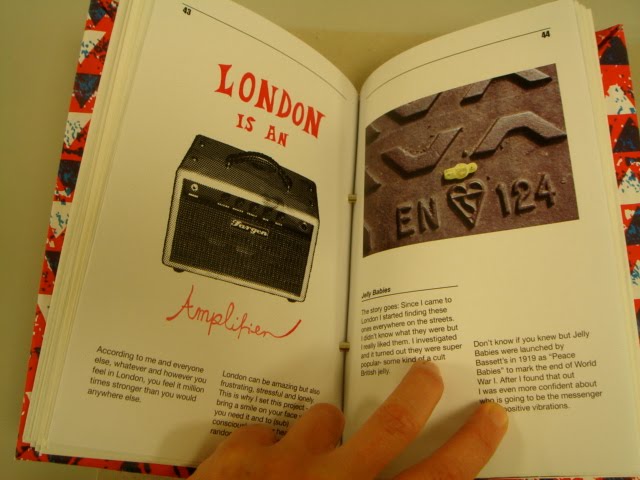 43
LONDON
IS AN
Fargen
Amplifier
According to me and everyone
else, whatever and however you
feel in London, you feel it million
times stronger than you would
anywhere else.
London can be amazing but also
frustrating, stressful and lonely.
This is why I set this project
bring a smile on your face
you need it and to (sub)
conscious
random
44
EN 124
Jelly Babies
The story goes: Since I came to
London I started finding these
ones everywhere on the streets.
I didn't know what they were but
I really liked them. I investigated
and it turned out they were super
popular- some kind of a cult
British jelly.
Don't know if you knew but Jelly
Babies were launched by
Bassett's in 1919 as "Peace
Babies" to mark the end of World
War I. After I found that out
I was even more confident about
who is going to be the messenger
positive vibrations.